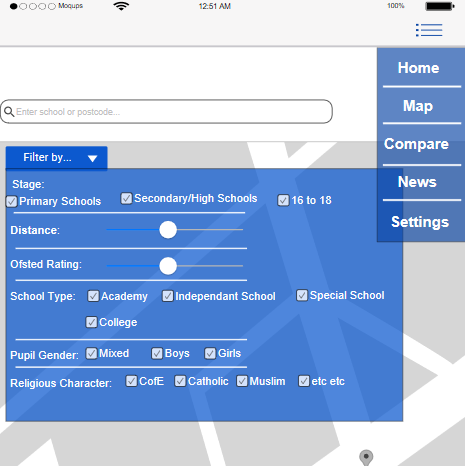 Moqups 12:51 AM 100%
Home
Map
Enter school or postcode...
Compare
Filter by...
News
Settings
Stage:
Primary Schools Secondary/High Schools 16 to 18
Distance:
Ofsted Rating:
School Type: Academy Independant School Special School
College
Pupil Gender: Mixed Boys Girls
Religious Character: CofE Catholic Muslim etc etc